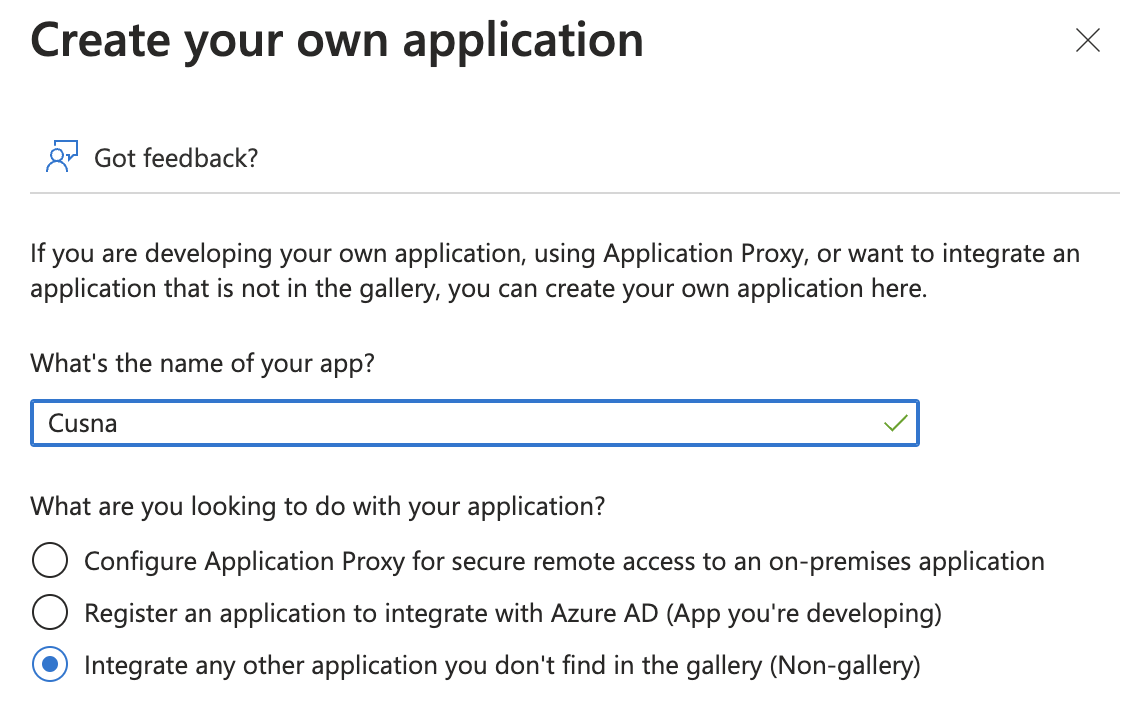 Create your own application
Got feedback?
If you are developing your own application, using Application Proxy, or want to integrate an
application that is not in the gallery, you can create your own application here.
What's the name of your app?
Cusna
What are you looking to do with your application?
Configure Application Proxy for secure remote access to an on-premises application
Register an application to integrate with Azure AD (App you're developing)
Integrate any other application you don't find in the gallery (Non-gallery)